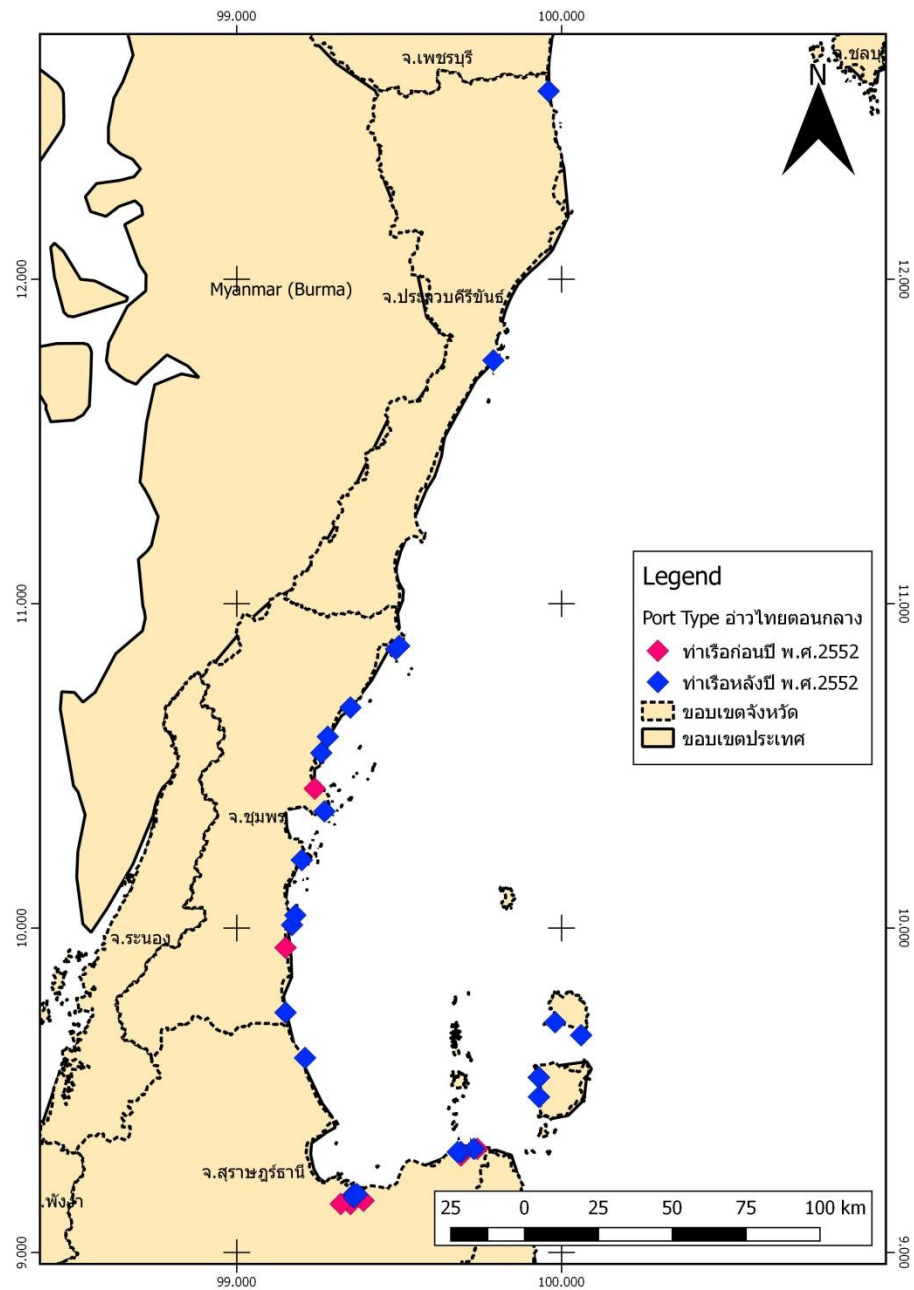 99.000 100.000
จ.เพชรบุรี
จ.ชลบุ
N
12.000 12.000
Myanmar (Burma)
จ.ประจวบคีรีขันธ์
11.000 11.000
Legend
Port Type อ่าวไทยตอนกลาง
ท่าเรือก่อนปี พ.ศ.2552
ท่าเรือหลังปี พ.ศ.2552
ขอบเขตจังหวัด
ขอบเขตประเทศ
จ.ชุมพร
10.000 10.000
จ.ระนอง
จ.สุราษฎร์ธานี
.พังงา
25 0 25 50 75 100 km
9.000 9.000
99.000 100.000